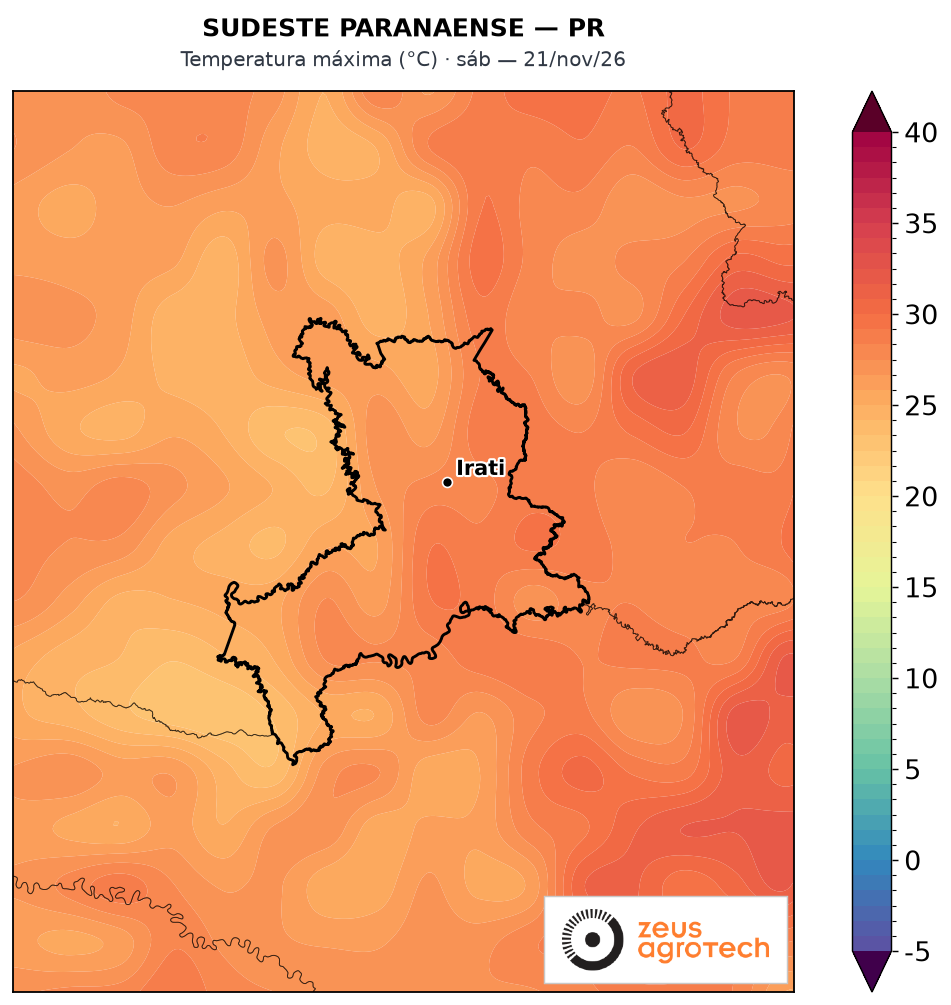 SUDESTE PARANAENSE — PR
Temperatura máxima (°C) · sáb — 21/nov/26
40
35
30
25
20
15
10
5
0
-5
Irati
zeus
agrotech